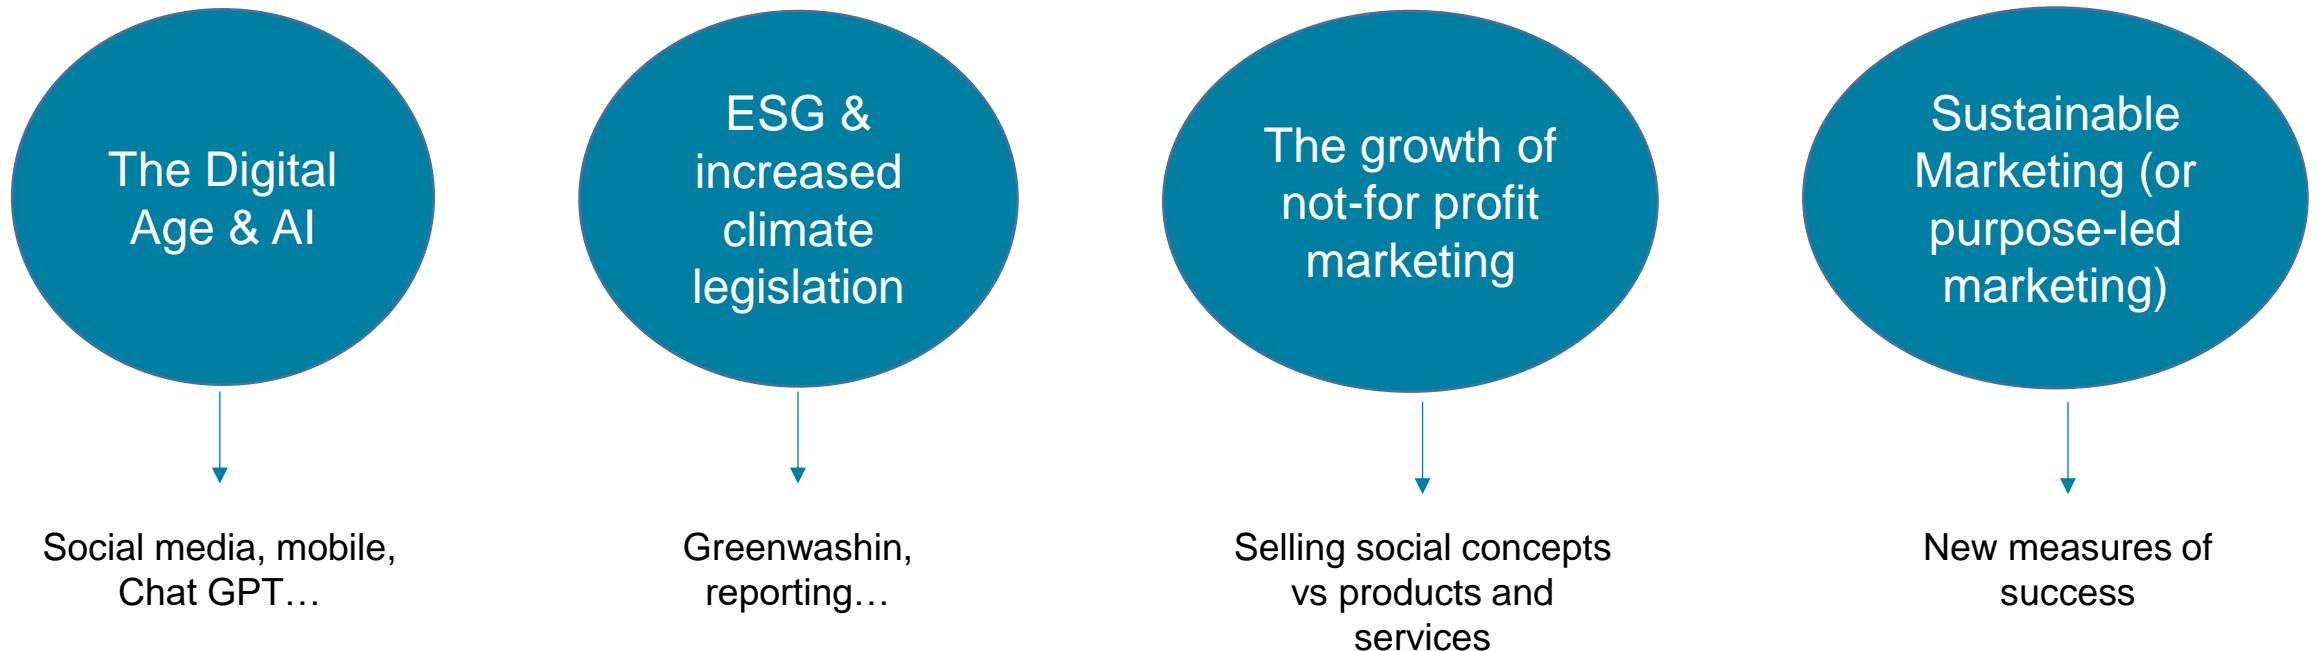 The Digital
Age & AI
ESG &
increased
climate
legislation
The growth of
not-for profit
marketing
Sustainable
Marketing (or
purpose-led
marketing)
Social media, mobile,
Chat GPT…
Greenwashin,
reporting…
Selling social concepts
vs products and
services
New measures of
success